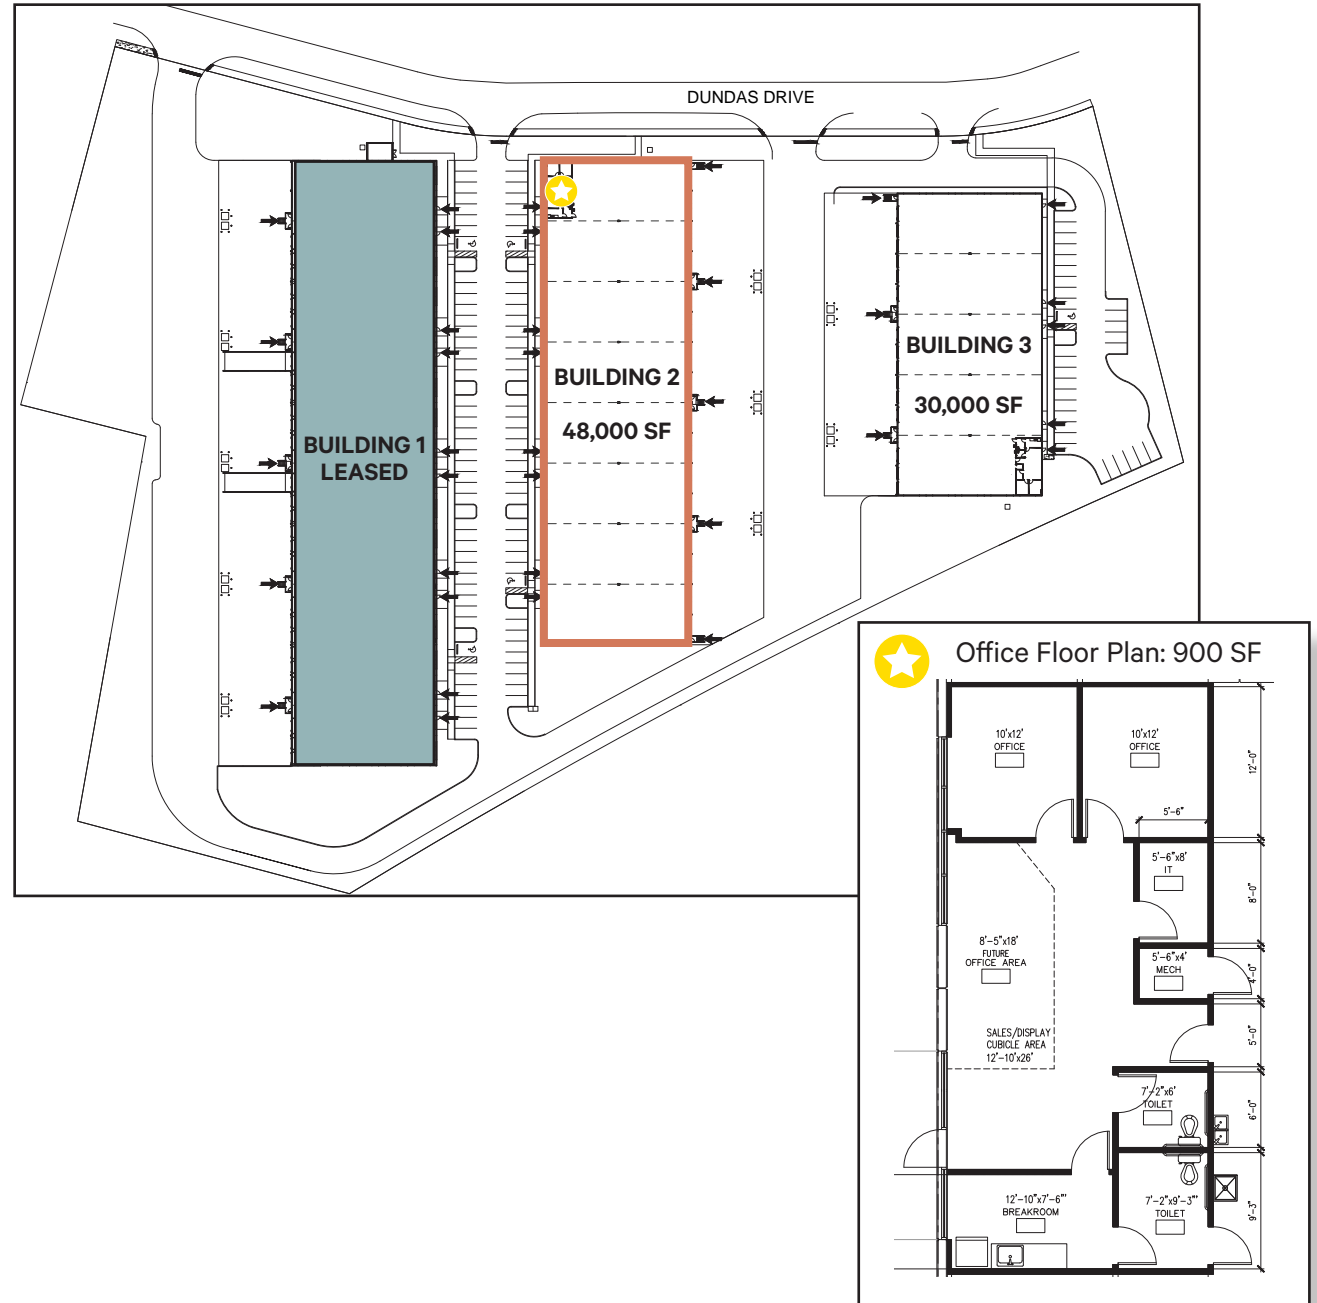 DUNDAS DRIVE
BUILDING 1
LEASED
BUILDING 2
48,000 SF
BUILDING 3
30,000 SF
Office Floor Plan: 900 SF
10'x12'
OFFICE
10'x12'
OFFICE
12'-0"
5'-6"
5'-6"x8'
IT
8'-0"
8'-5"x18'
FUTURE
OFFICE AREA
5'-6"x4'
MECH
4'-0"
SALES/DISPLAY
CUBICLE AREA
12'-10"x26'
5'-0"
7'-2"x6'
TOILET
6'-0"
12'-10"x7'-6"'
BREAKROOM
7'-2"x9'-3"'
TOILET
9'-3"